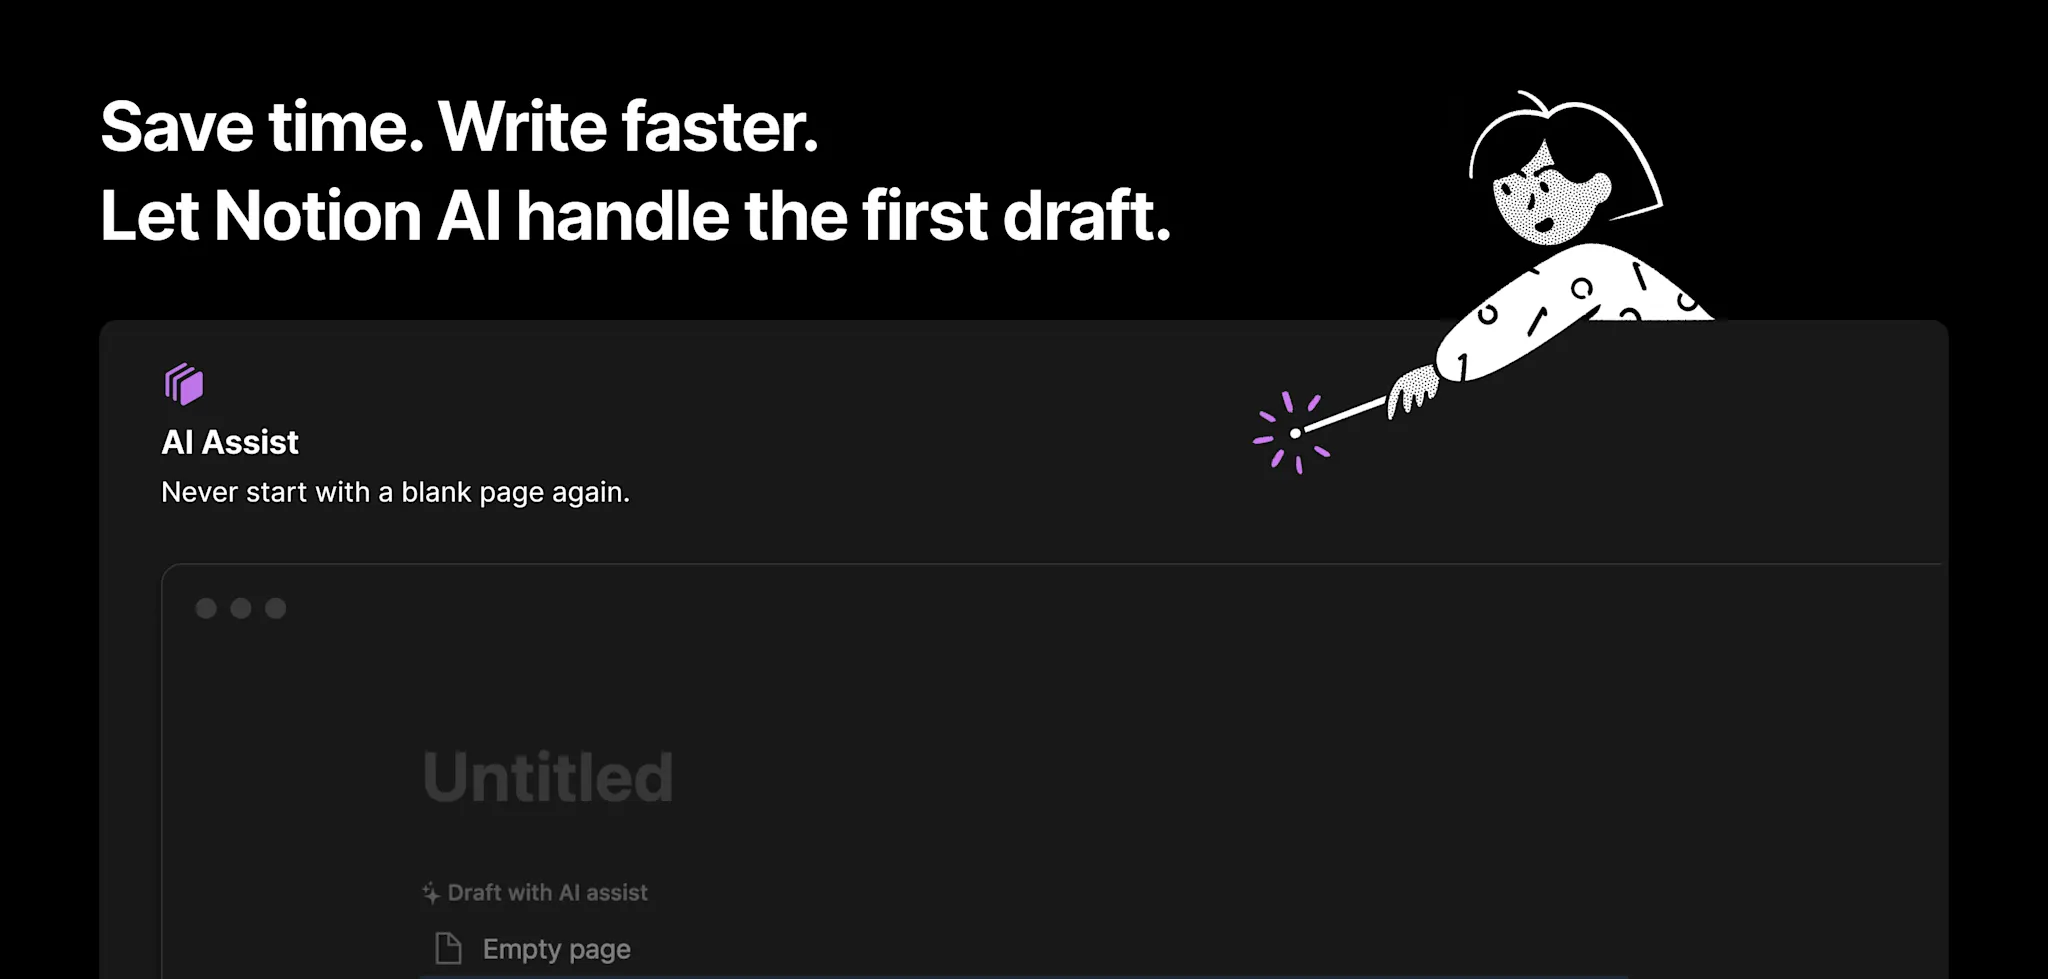 Save time. Write faster.
Let Notion AI handle the first draft.
AI Assist
Never start with a blank page again.
Untitled
Draft with AI assist
Empty page